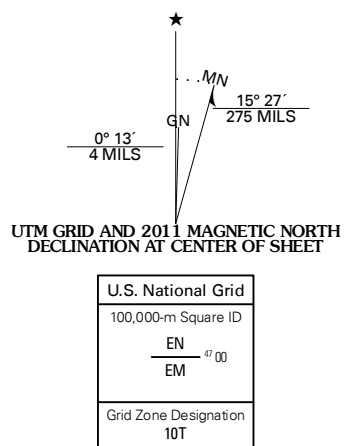 ★
MN
GN
15° 27´
275 MILS
0° 13´
4 MILS
UTM GRID AND 2011 MAGNETIC NORTH
DECLINATION AT CENTER OF SHEET
U.S. National Grid
100,000-m Square ID
EN
47 00
EM
Grid Zone Designation
10T